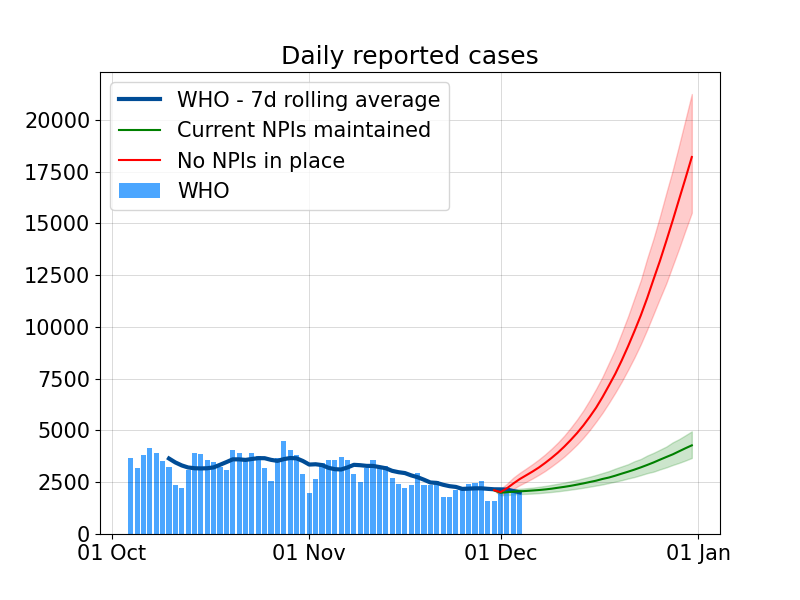 Daily reported cases
WHO - 7d rolling average
Current NPIs maintained
No NPIs in place
WHO
20000
17500
15000
12500
10000
7500
5000
2500
0
01 Oct
01 Nov
01 Dec
01 Jan